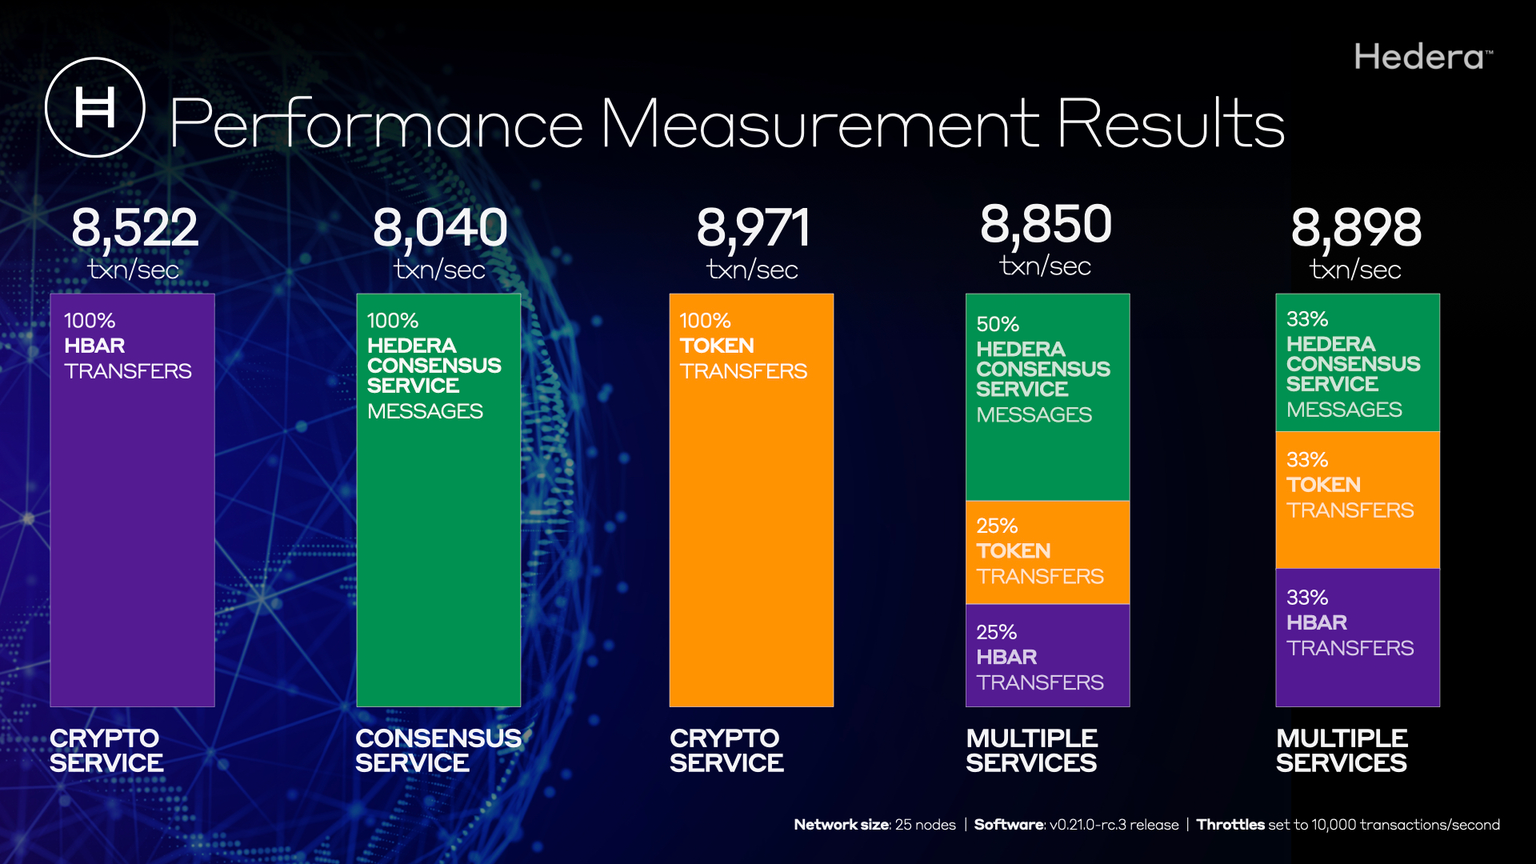 Hedera™
H Performance Measurement Results
8,522
txn/sec
100%
HBAR
TRANSFERS
CRYPTO
SERVICE
8,040
txn/sec
100%
HEDERA
CONSENSUS
SERVICE
MESSAGES
CONSENSUS
SERVICE
8,971
txn/sec
100%
TOKEN
TRANSFERS
CRYPTO
SERVICE
8,850
txn/sec
50%
HEDERA
CONSENSUS
SERVICE
MESSAGES
25%
TOKEN
TRANSFERS
25%
HBAR
TRANSFERS
MULTIPLE
SERVICES
8,898
txn/sec
33%
HEDERA
CONSENSUS
SERVICE
MESSAGES
33%
TOKEN
TRANSFERS
33%
HBAR
TRANSFERS
MULTIPLE
SERVICES
Network size: 25 nodes | Software: v0.21.0-rc.3 release | Throttles set to 10,000 transactions/second